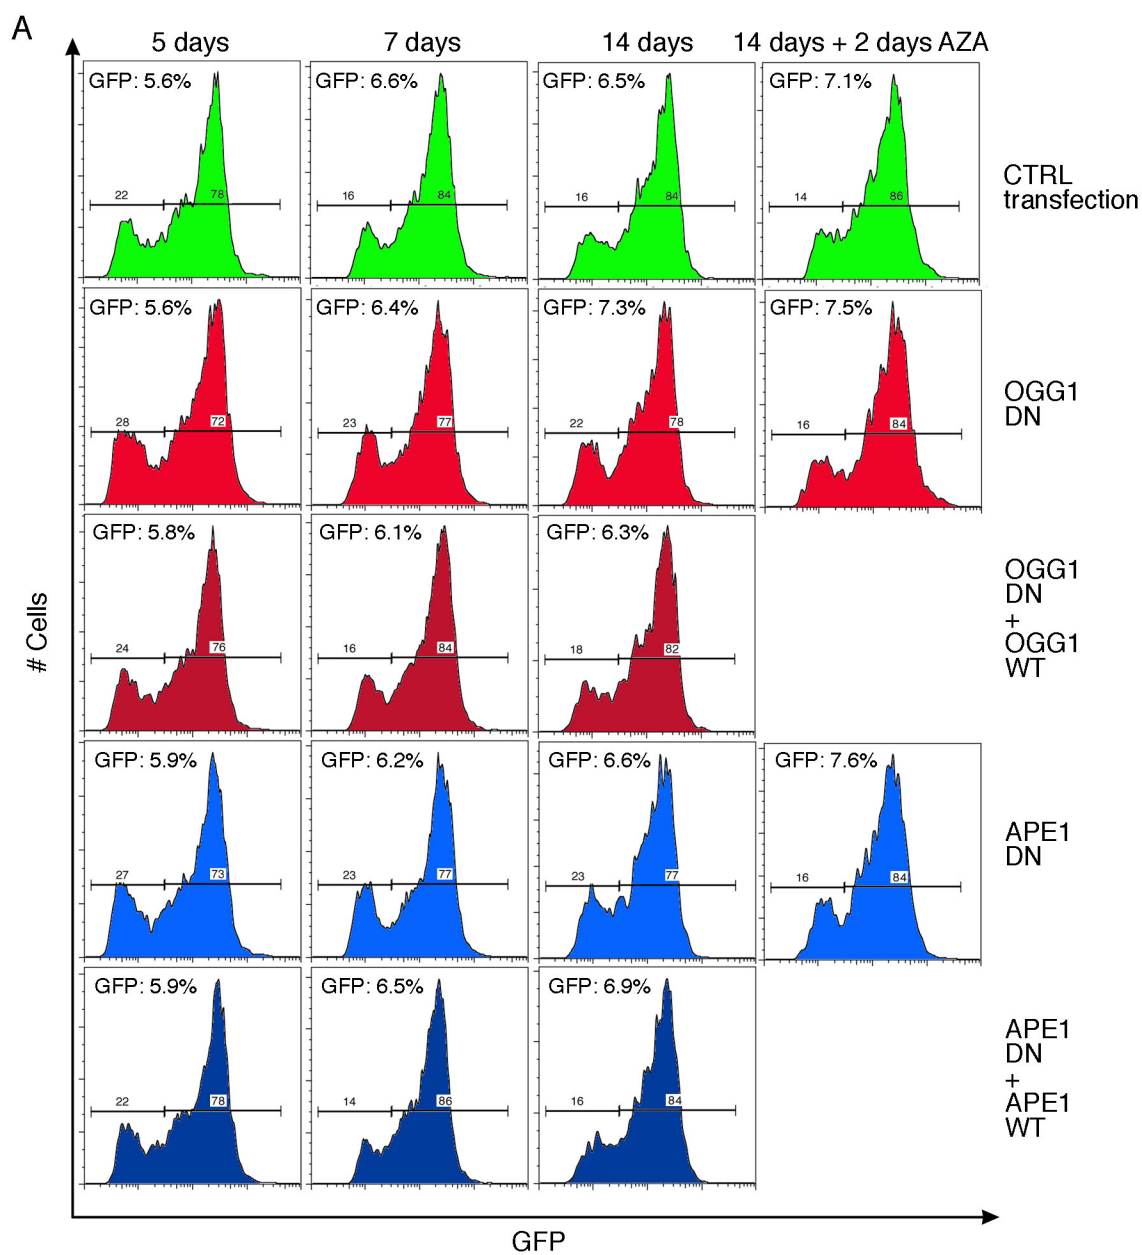 A
5 days
7 days
14 days
14 days + 2 days AZA
GFP: 5.6%
22
78
GFP: 6.6%
16
84
GFP: 6.5%
16
84
GFP: 7.1%
14
86
CTRL
transfection
GFP: 5.6%
28
72
GFP: 6.4%
23
77
GFP: 7.3%
22
78
GFP: 7.5%
16
84
OGG1
DN
GFP: 5.8%
24
76
GFP: 6.1%
16
84
GFP: 6.3%
18
82
OGG1
DN
+
OGG1
WT
GFP: 5.9%
27
73
GFP: 6.2%
23
77
GFP: 6.6%
23
77
GFP: 7.6%
16
84
APE1
DN
GFP: 5.9%
22
78
GFP: 6.5%
14
86
GFP: 6.9%
16
84
APE1
DN
+
APE1
WT
# Cells
GFP